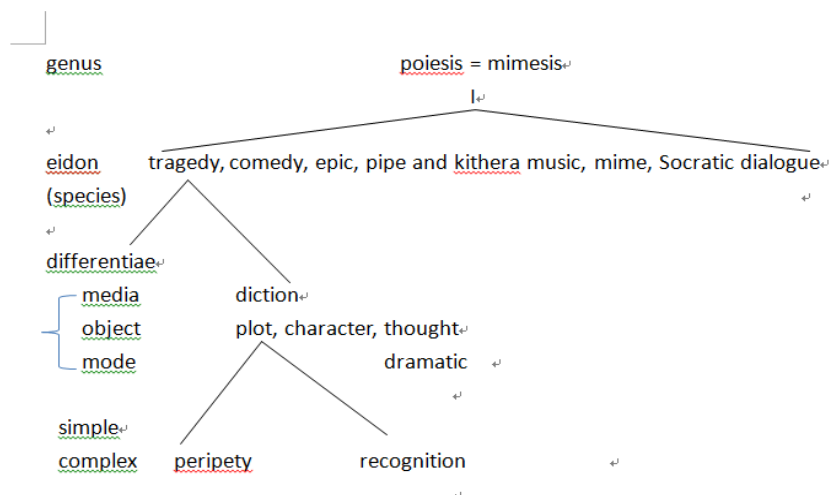 genus poiesis = mimesis
I
eidon tragedy, comedy, epic, pipe and kithera music, mime, Socratic dialogue
(species)
differentiae
media diction
object plot, character, thought
mode dramatic
simple
complex peripety recognition